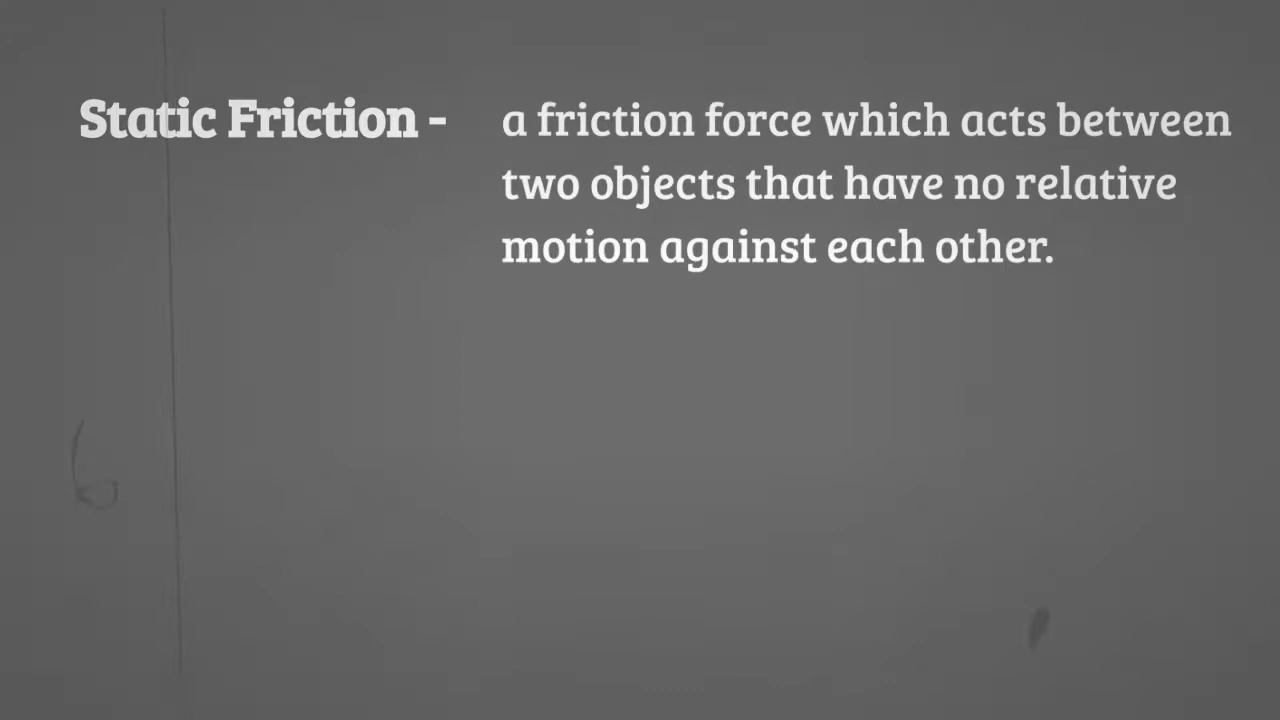 Static Friction - a friction force which acts between
two objects that have no relative
motion against each other.